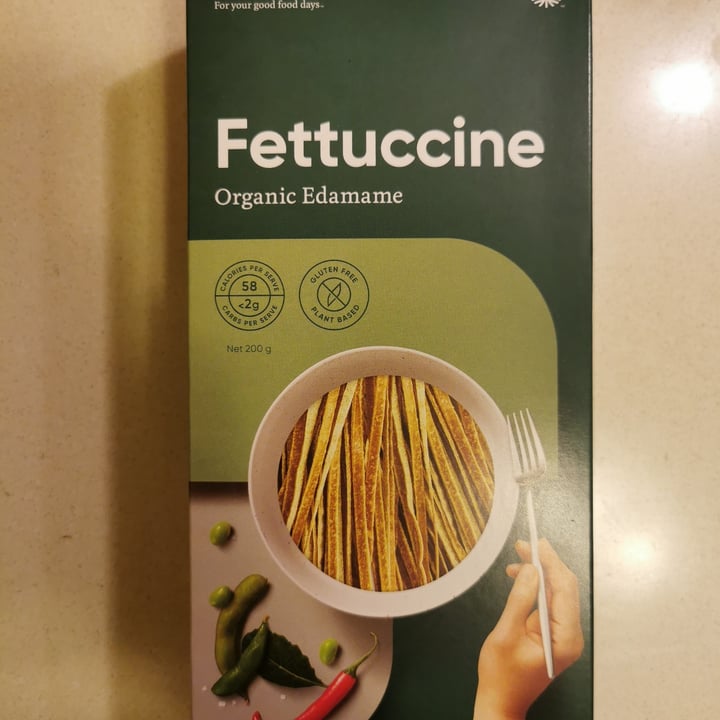 For your good food days™
Fettuccine
Organic Edamame
CALORIES PER SERVE
58
<2g
CARBS PER SERVE
GLUTEN FREE
PLANT BASED
Net 200 g